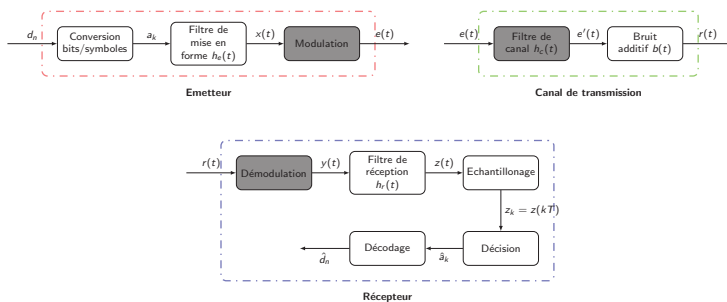 d_n
Conversion
bits/symboles
a_k
Filtre
de mise en
forme h_e(t)
x(t)
Modulation
e(t)
Emetteur
e(t)
Filtre de
canal h_c(t)
e′(t)
Bruit
additif b(t)
r(t)
Canal de transmission
r(t)
Démodulation
y(t)
Filtre de
réception
h_r(t)
z(t)
Echantillonage
z_k = z(kT)
Décision
â_k
Décodage
d̂_n
Récepteur